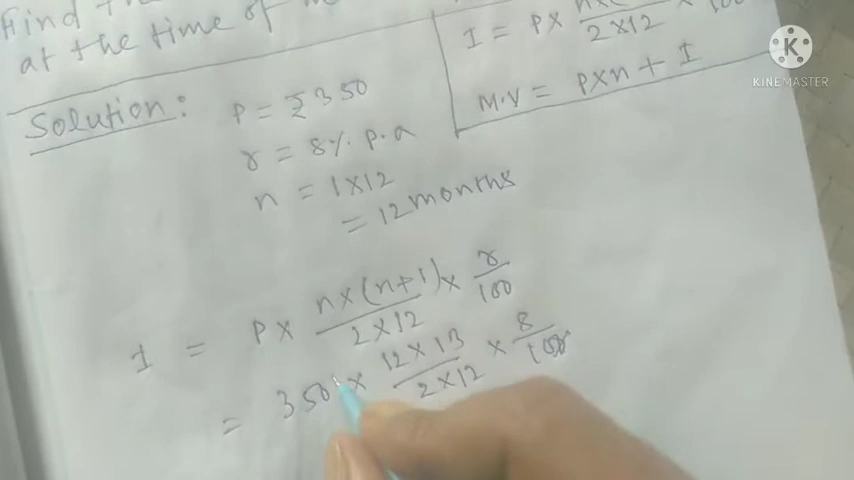 Find the
at the time of
I = P × n×( / 2×12 × 100
M.V = P×n + I
K
KINEMASTER
Solution:
P = ₹350
r = 8% p.a
n = 1×12
= 12 months
I = P × n×(n+1) / 2×12 × r / 100
= 350 × 12×13 / 2×12 × 8 / 100